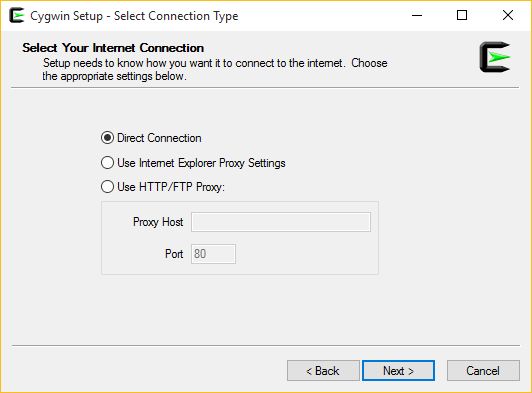 Cygwin Setup - Select Connection Type
Select Your Internet Connection
Setup needs to know how you want it to connect to the internet.  Choose
the appropriate settings below.
Direct Connection
Use Internet Explorer Proxy Settings
Use HTTP/FTP Proxy:
Proxy Host
Port 80
< Back Next > Cancel